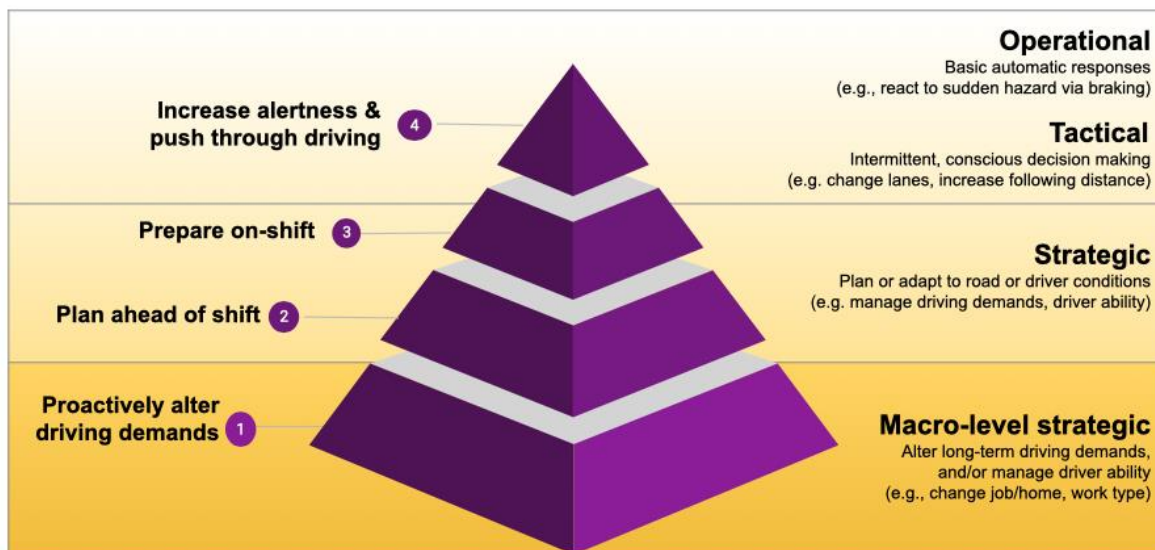 Operational
Basic automatic responses
(e.g., react to sudden hazard via braking)
Increase alertness &
push through driving
4
Tactical
Intermittent, conscious decision making
(e.g. change lanes, increase following distance)
Prepare on-shift
3
Strategic
Plan or adapt to road or driver conditions
(e.g. manage driving demands, driver ability)
Plan ahead of shift
2
Proactively alter
driving demands
1
Macro-level strategic
Alter long-term driving demands,
and/or manage driver ability
(e.g., change job/home, work type)